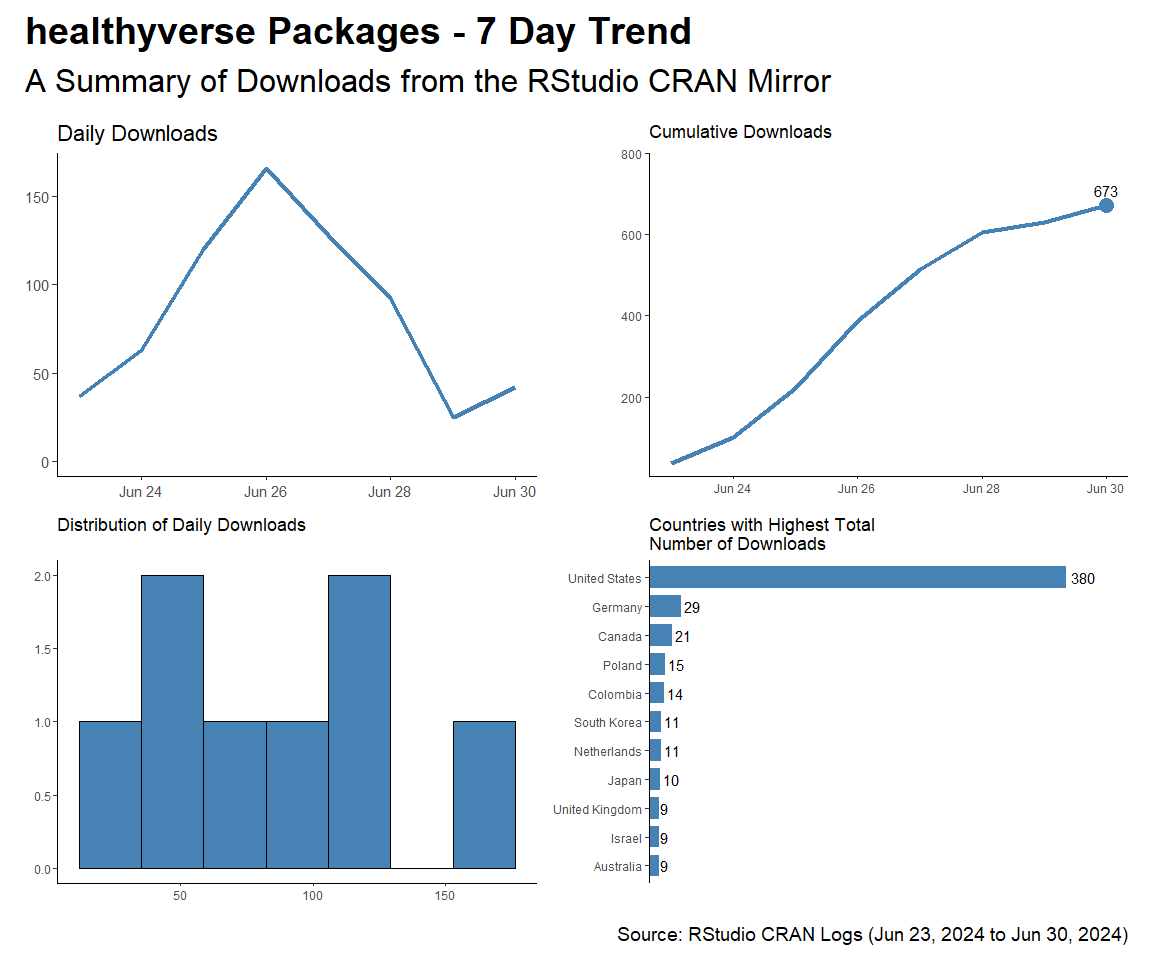 healthyverse Packages - 7 Day Trend
A Summary of Downloads from the RStudio CRAN Mirror
Daily Downloads
150
100
50
0
Jun 24 Jun 26 Jun 28 Jun 30
Cumulative Downloads
800
600
400
200
673
Jun 24 Jun 26 Jun 28 Jun 30
Distribution of Daily Downloads
2.0
1.5
1.0
0.5
0.0
50 100 150
Countries with Highest Total
Number of Downloads
United States 380
Germany 29
Canada 21
Poland 15
Colombia 14
South Korea 11
Netherlands 11
Japan 10
United Kingdom 9
Israel 9
Australia 9
Source: RStudio CRAN Logs (Jun 23, 2024 to Jun 30, 2024)